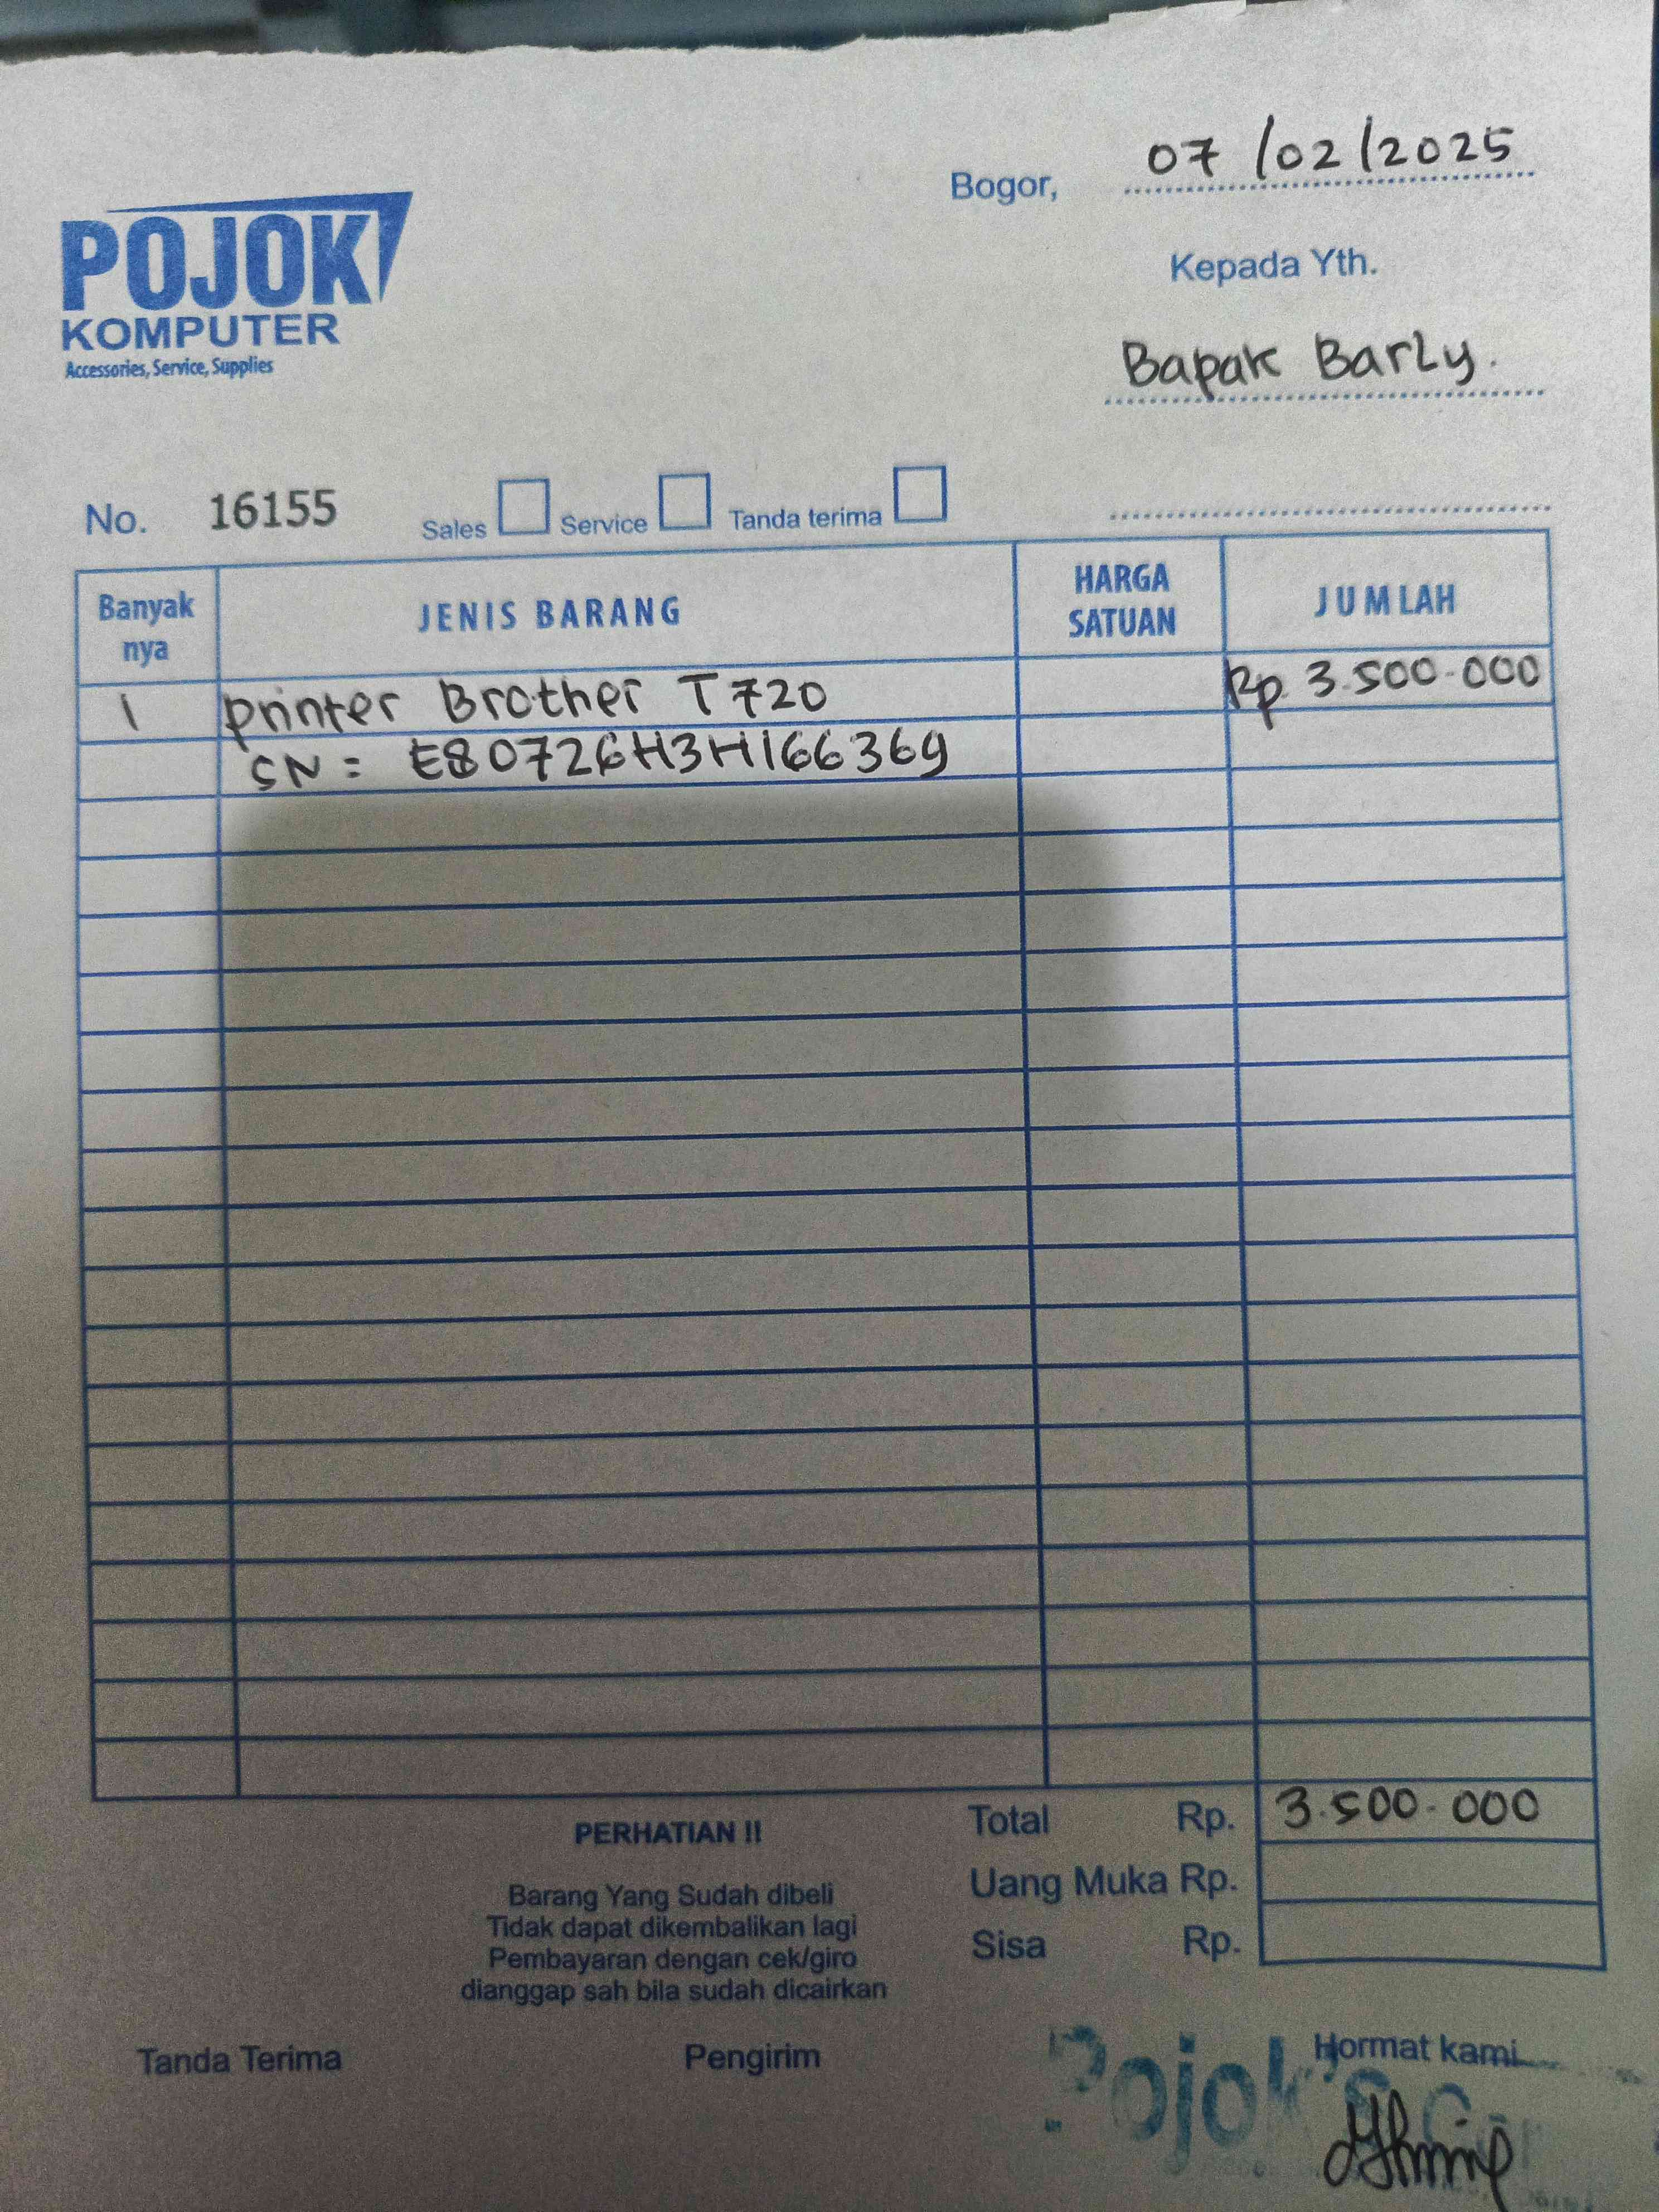 Bogor, 07/02/2025
POJOK
KOMPUTER
Accessories, Service, Supplies
Kepada Yth.
Bapak Barly.
No. 16155 Sales Service Tanda terima
Banyak nya JENIS BARANG HARGA SATUAN JUMLAH
1 printer Brother T720 Rp 3.500.000
SN = E80726H3H166369
Total Rp. 3.500.000
Uang Muka Rp.
Sisa Rp.
PERHATIAN !!
Barang Yang Sudah dibeli
Tidak dapat dikembalikan lagi
Pembayaran dengan cek/giro
dianggap sah bila sudah dicairkan
Tanda Terima Pengirim Hormat kami
Pojok's